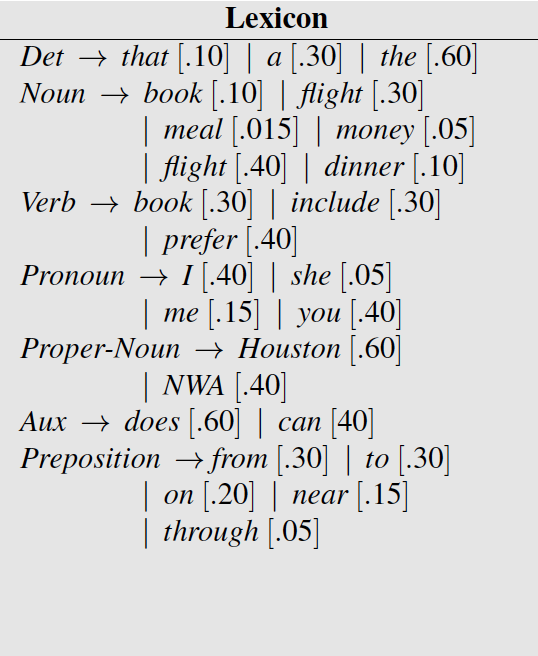 Lexicon
Det → that [.10] | a [.30] | the [.60]
Noun → book [.10] | flight [.30]
| meal [.015] | money [.05]
| flight [.40] | dinner [.10]
Verb → book [.30] | include [.30]
| prefer [.40]
Pronoun → I [.40] | she [.05]
| me [.15] | you [.40]
Proper-Noun → Houston [.60]
| NWA [.40]
Aux → does [.60] | can [40]
Preposition → from [.30] | to [.30]
| on [.20] | near [.15]
| through [.05]